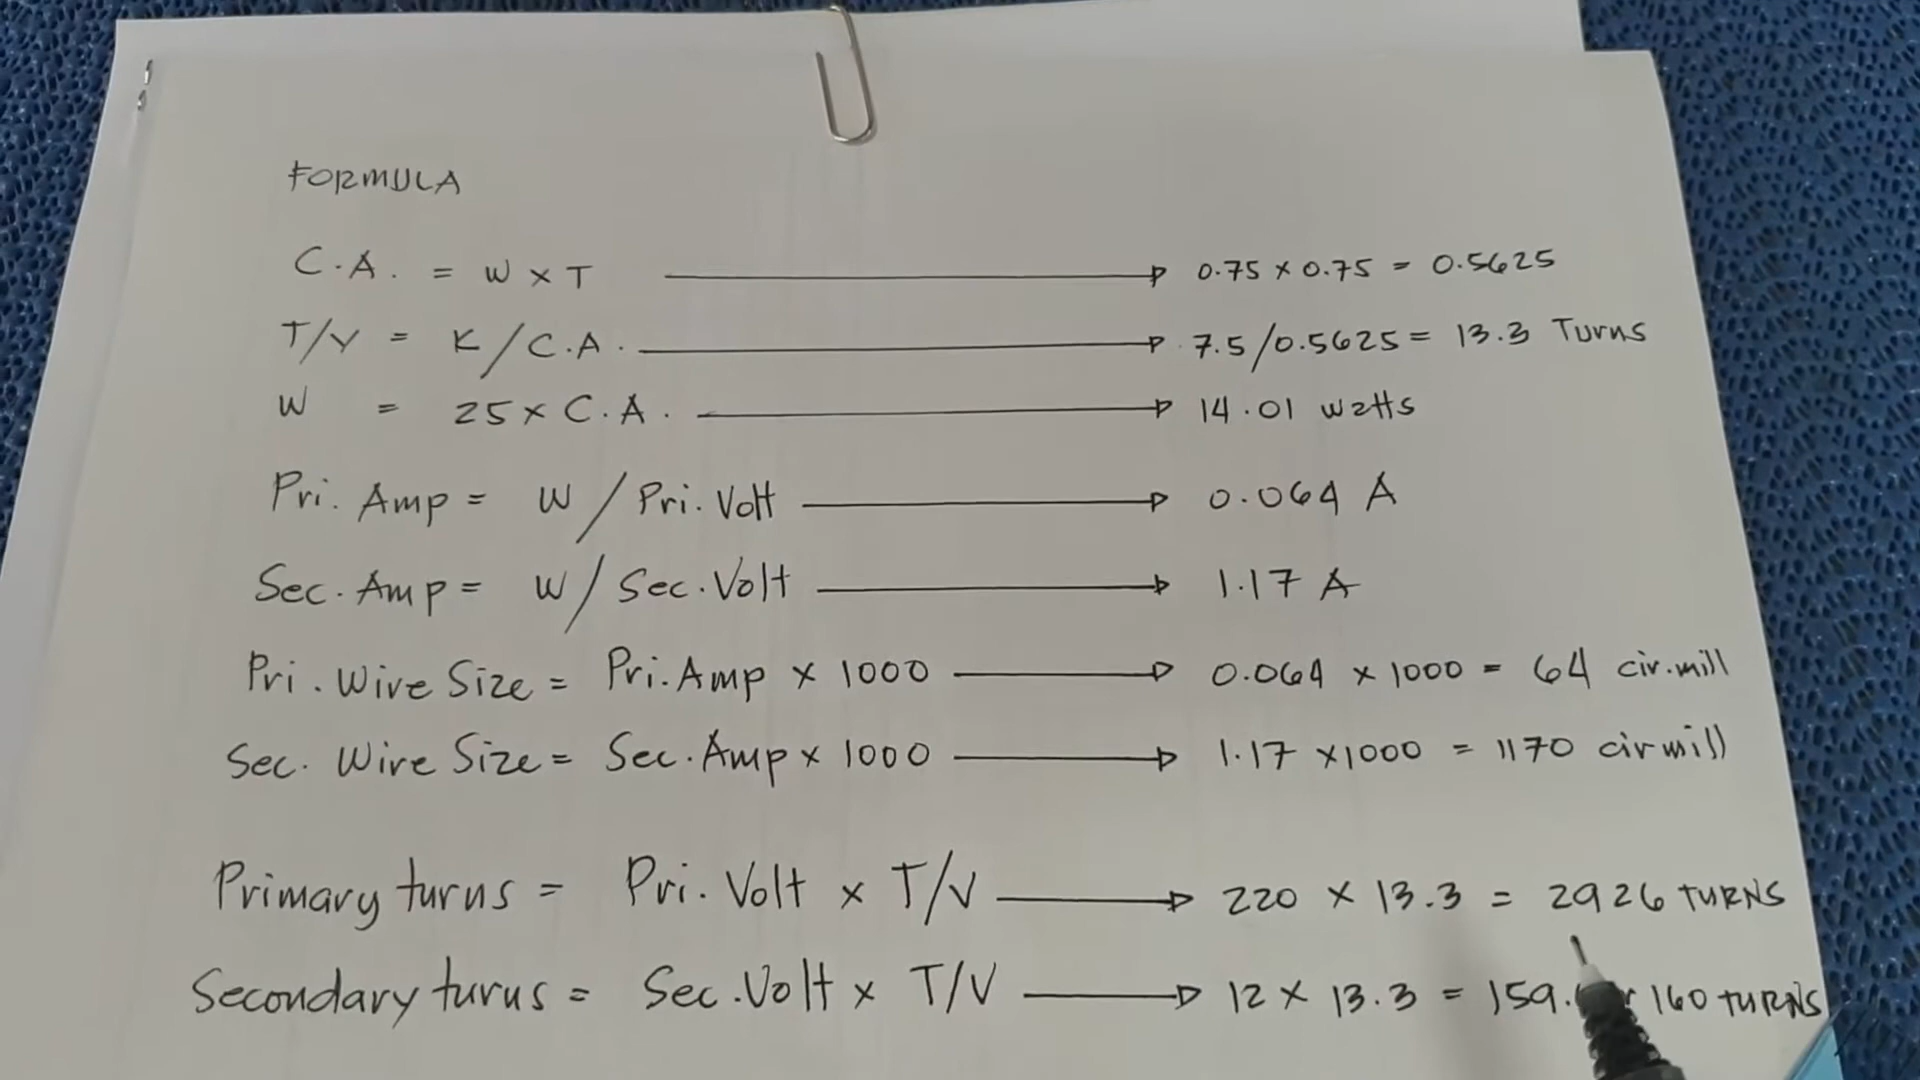 FORMULA
C.A. = W x T → 0.75 x 0.75 = 0.5625
T/V = K/C.A. → 7.5/0.5625 = 13.3 Turns
W = 25 x C.A. → 14.01 watts
Pri. Amp = W / Pri. Volt → 0.064 A
Sec. Amp = W / Sec. Volt → 1.17 A
Pri. Wire Size = Pri. Amp x 1000 → 0.064 x 1000 = 64 cir.mill
Sec. Wire Size = Sec. Amp x 1000 → 1.17 x 1000 = 1170 cir mill
Primary turns = Pri. Volt x T/V → 220 x 13.3 = 2926 TURNS
Secondary turns = Sec. Volt x T/V → 12 x 13.3 = 159. 160 TURNS